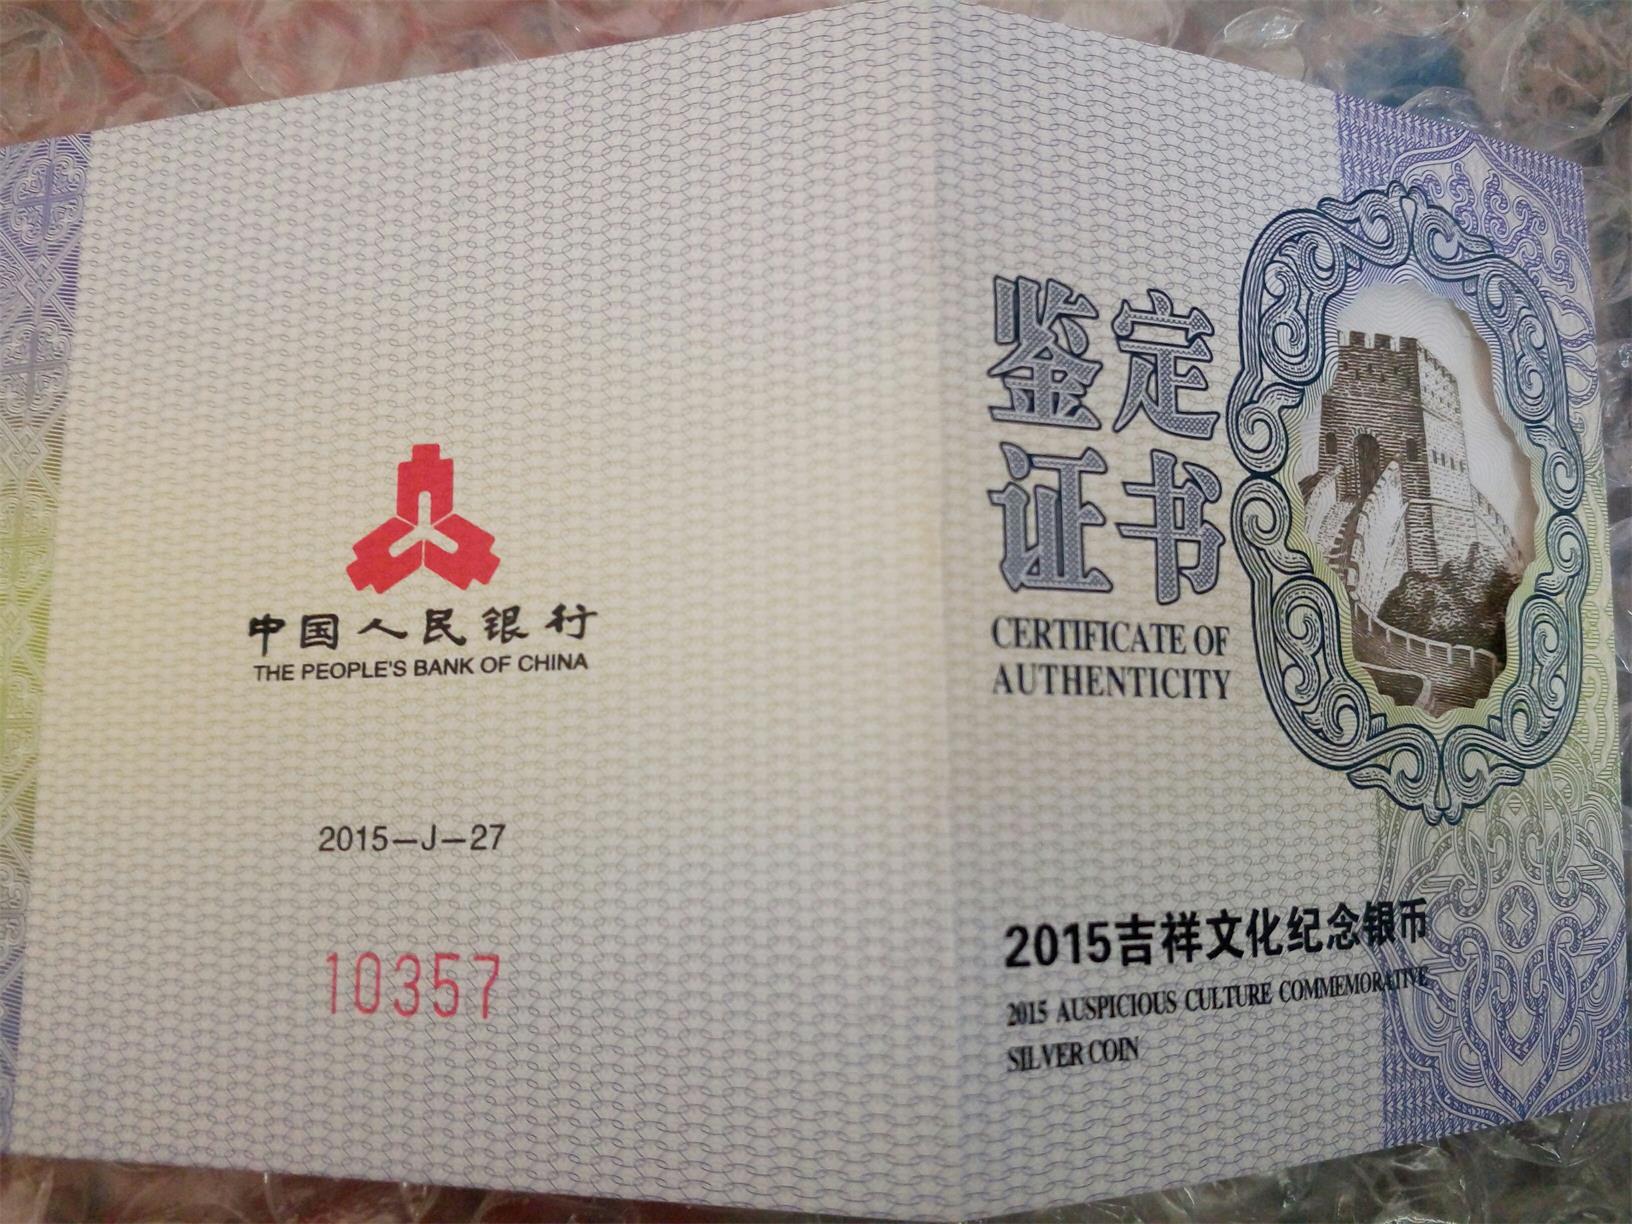 中国人民银行
THE PEOPLE'S BANK OF CHINA
2015—J—27
10357
鉴定
证书
CERTIFICATE OF
AUTHENTICITY
2015吉祥文化纪念银币
2015 AUSPICIOUS CULTURE COMMEMORATIVE
SILVER COIN